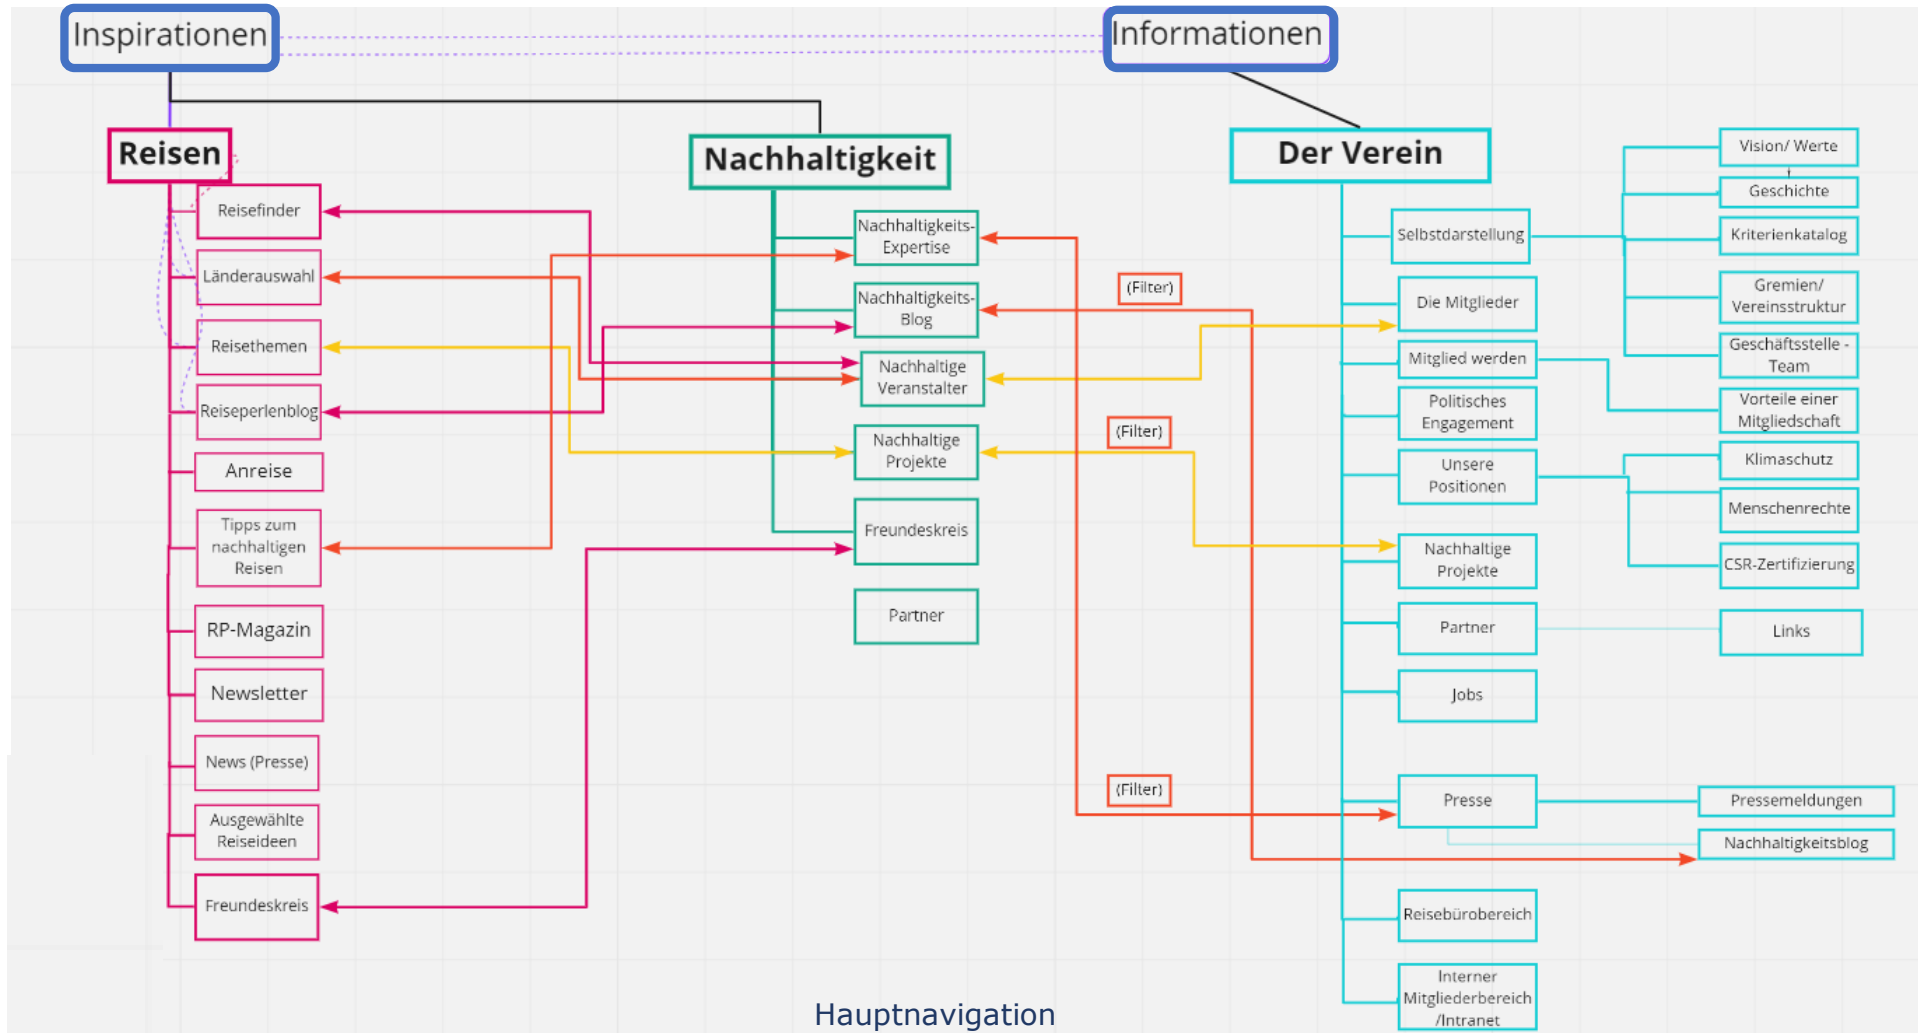 Inspirationen
Informationen
Reisen
Reisefinder
Länderauswahl
Reisethemen
Reiseperlenblog
Anreise
Tipps zum
nachhaltigen
Reisen
RP-Magazin
Newsletter
News (Presse)
Ausgewählte
Reiseideen
Freundeskreis
Nachhaltigkeit
Nachhaltigkeits-
Expertise
Nachhaltigkeits-
Blog
Nachhaltige
Veranstalter
Nachhaltige
Projekte
Freundeskreis
Partner
(Filter)
(Filter)
(Filter)
Der Verein
Selbstdarstellung
Die Mitglieder
Mitglied werden
Politisches
Engagement
Unsere
Positionen
Nachhaltige
Projekte
Partner
Jobs
Presse
Reisebürobereich
Interner
Mitgliederbereich
/Intranet
Vision/ Werte
Geschichte
Kriterienkatalog
Gremien/
Vereinsstruktur
Geschäftsstelle -
Team
Vorteile einer
Mitgliedschaft
Klimaschutz
Menschenrechte
CSR-Zertifizierung
Links
Pressemeldungen
Nachhaltigkeitsblog
Hauptnavigation